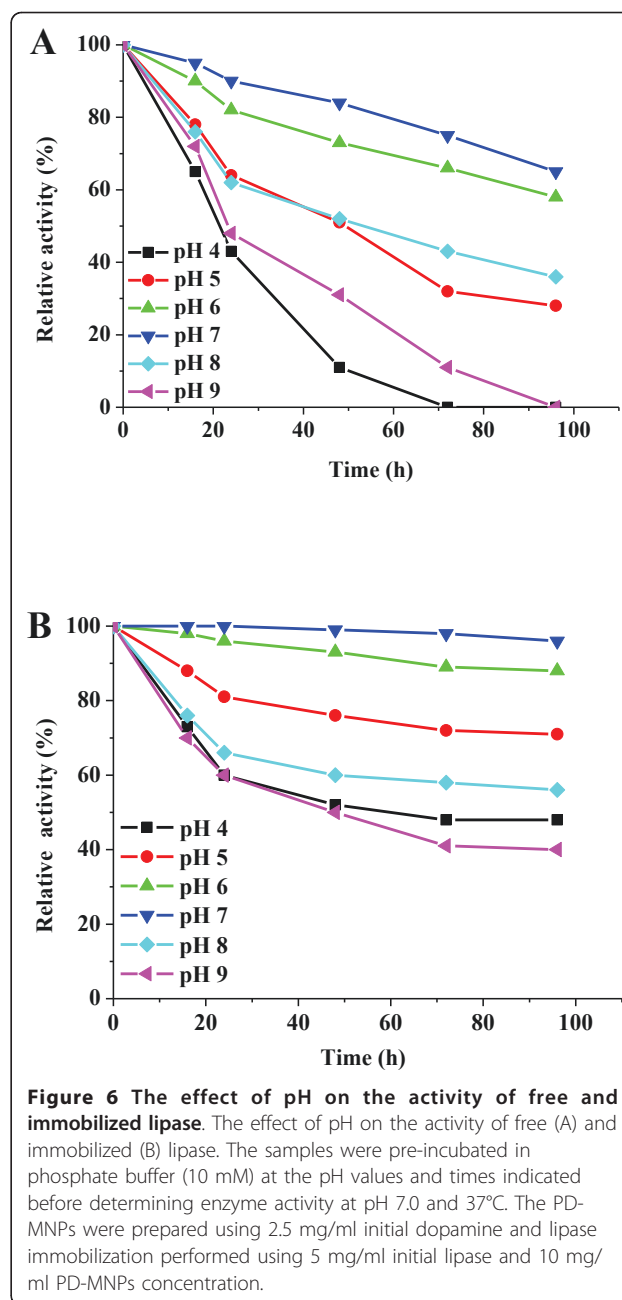 A
100
80
60
40
20
0
Relative activity (%)
pH 4
pH 5
pH 6
pH 7
pH 8
pH 9
0 20 40 60 80 100
Time (h)
B
100
80
60
40
20
0
Relative activity (%)
pH 4
pH 5
pH 6
pH 7
pH 8
pH 9
0 20 40 60 80 100
Time (h)
Figure 6 The effect of pH on the activity of free and
immobilized lipase. The effect of pH on the activity of free (A) and
immobilized (B) lipase. The samples were pre-incubated in
phosphate buffer (10 mM) at the pH values and times indicated
before determining enzyme activity at pH 7.0 and 37°C. The PD-
MNPs were prepared using 2.5 mg/ml initial dopamine and lipase
immobilization performed using 5 mg/ml initial lipase and 10 mg/
ml PD-MNPs concentration.